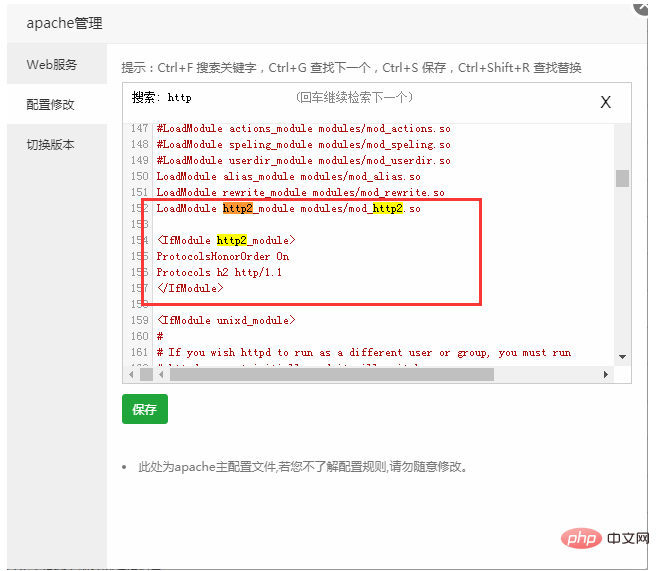 apache管理
Web服务
配置修改
切换版本
提示：Ctrl+F 搜索关键字，Ctrl+G 查找下一个，Ctrl+S 保存，Ctrl+Shift+R 查找替换
搜索: http (回车继续检索下一个) X
147 #LoadModule actions_module modules/mod_actions.so
148 #LoadModule speling_module modules/mod_speling.so
149 #LoadModule userdir_module modules/mod_userdir.so
150 LoadModule alias_module modules/mod_alias.so
151 LoadModule rewrite_module modules/mod_rewrite.so
152 LoadModule http2_module modules/mod_http2.so
153
154 <IfModule http2_module>
155 ProtocolsHonorOrder On
156 Protocols h2 http/1.1
157 </IfModule>
158
159 <IfModule unixd_module>
160 #
161 # If you wish httpd to run as a different user or group, you must run
保存
此处为apache主配置文件,若您不了解配置规则,请勿随意修改。
php 中文网